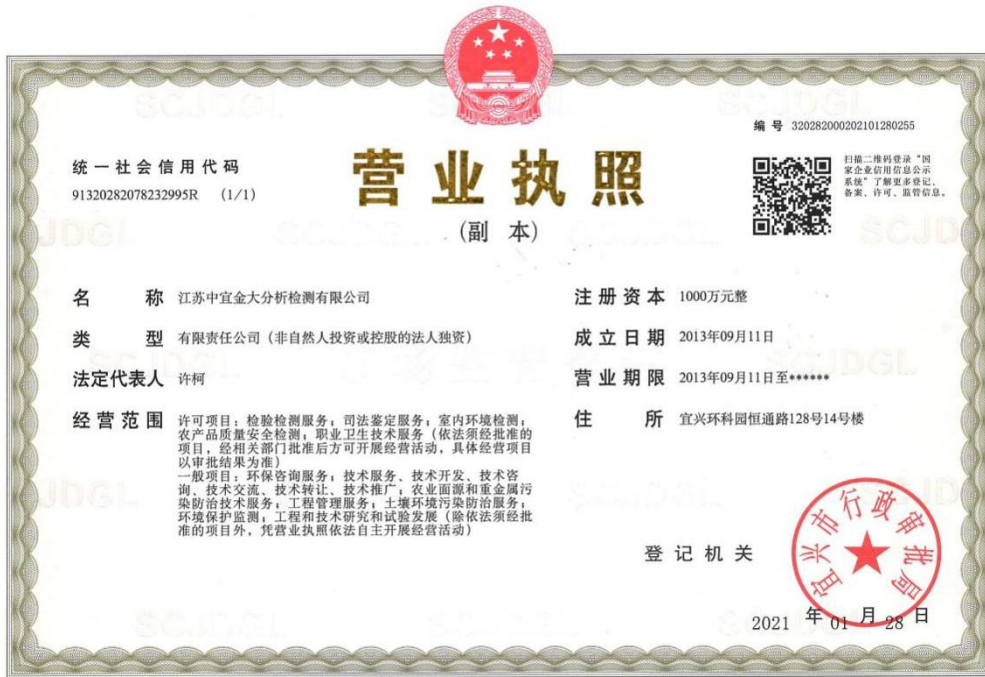 编 号 320282000202101280255
统一社会信用代码
91320282078232995R (1/1)
营业执照
(副 本)
扫描二维码登录“国
家企业信用信息公示
系统”了解更多登记、
备案、许可、监管信息。
名 称 江苏中宜金大分析检测有限公司
类 型 有限责任公司（非自然人投资或控股的法人独资）
法定代表人 许柯
经营范围 许可项目：检验检测服务；司法鉴定服务；室内环境检测；
农产品质量安全检测；职业卫生技术服务（依法须经批准的
项目，经相关部门批准后方可开展经营活动，具体经营项目
以审批结果为准）
一般项目：环保咨询服务；技术服务、技术开发、技术咨
询、技术交流、技术转让、技术推广；农业面源和重金属污
染防治技术服务；工程管理服务；土壤环境污染防治服务；
环境保护监测；工程和技术研究和试验发展（除依法须经批
准的项目外，凭营业执照依法自主开展经营活动）
注册资本 1000万元整
成立日期 2013年09月11日
营业期限 2013年09月11日至******
住 所 宜兴环科园恒通路128号14号楼
登记机关
宜兴市行政审批局
2021 年 01 月 28 日
SCJDGL